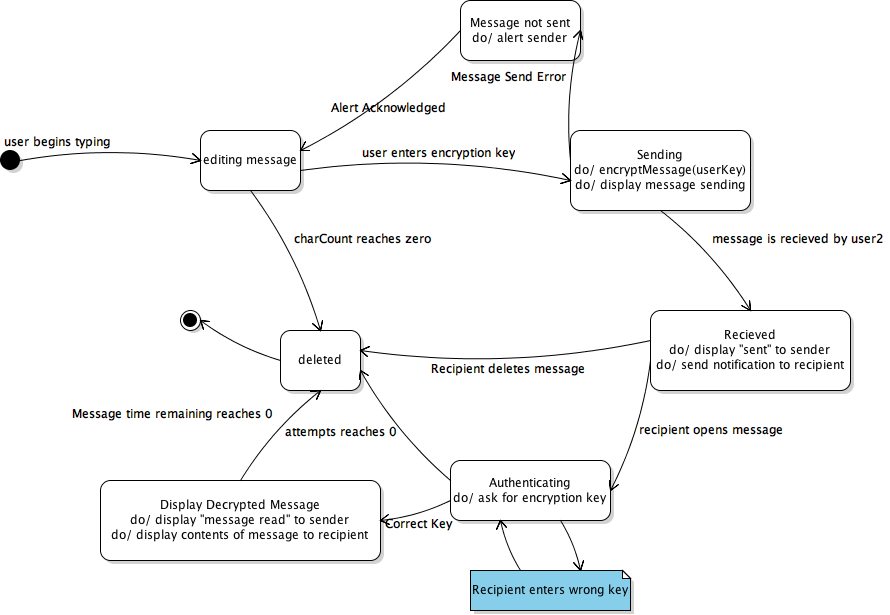 Message not sent
do/ alert sender
Message Send Error
Alert Acknowledged
user begins typing
editing message
user enters encryption key
Sending
do/ encryptMessage(userKey)
do/ display message sending
charCount reaches zero
message is recieved by user2
deleted
Recieved
do/ display "sent" to sender
do/ send notification to recipient
Recipient deletes message
Message time remaining reaches 0
attempts reaches 0
recipient opens message
Authenticating
do/ ask for encryption key
Display Decrypted Message
do/ display "message read" to sender
do/ display contents of message to recipient
Correct Key
Recipient enters wrong key